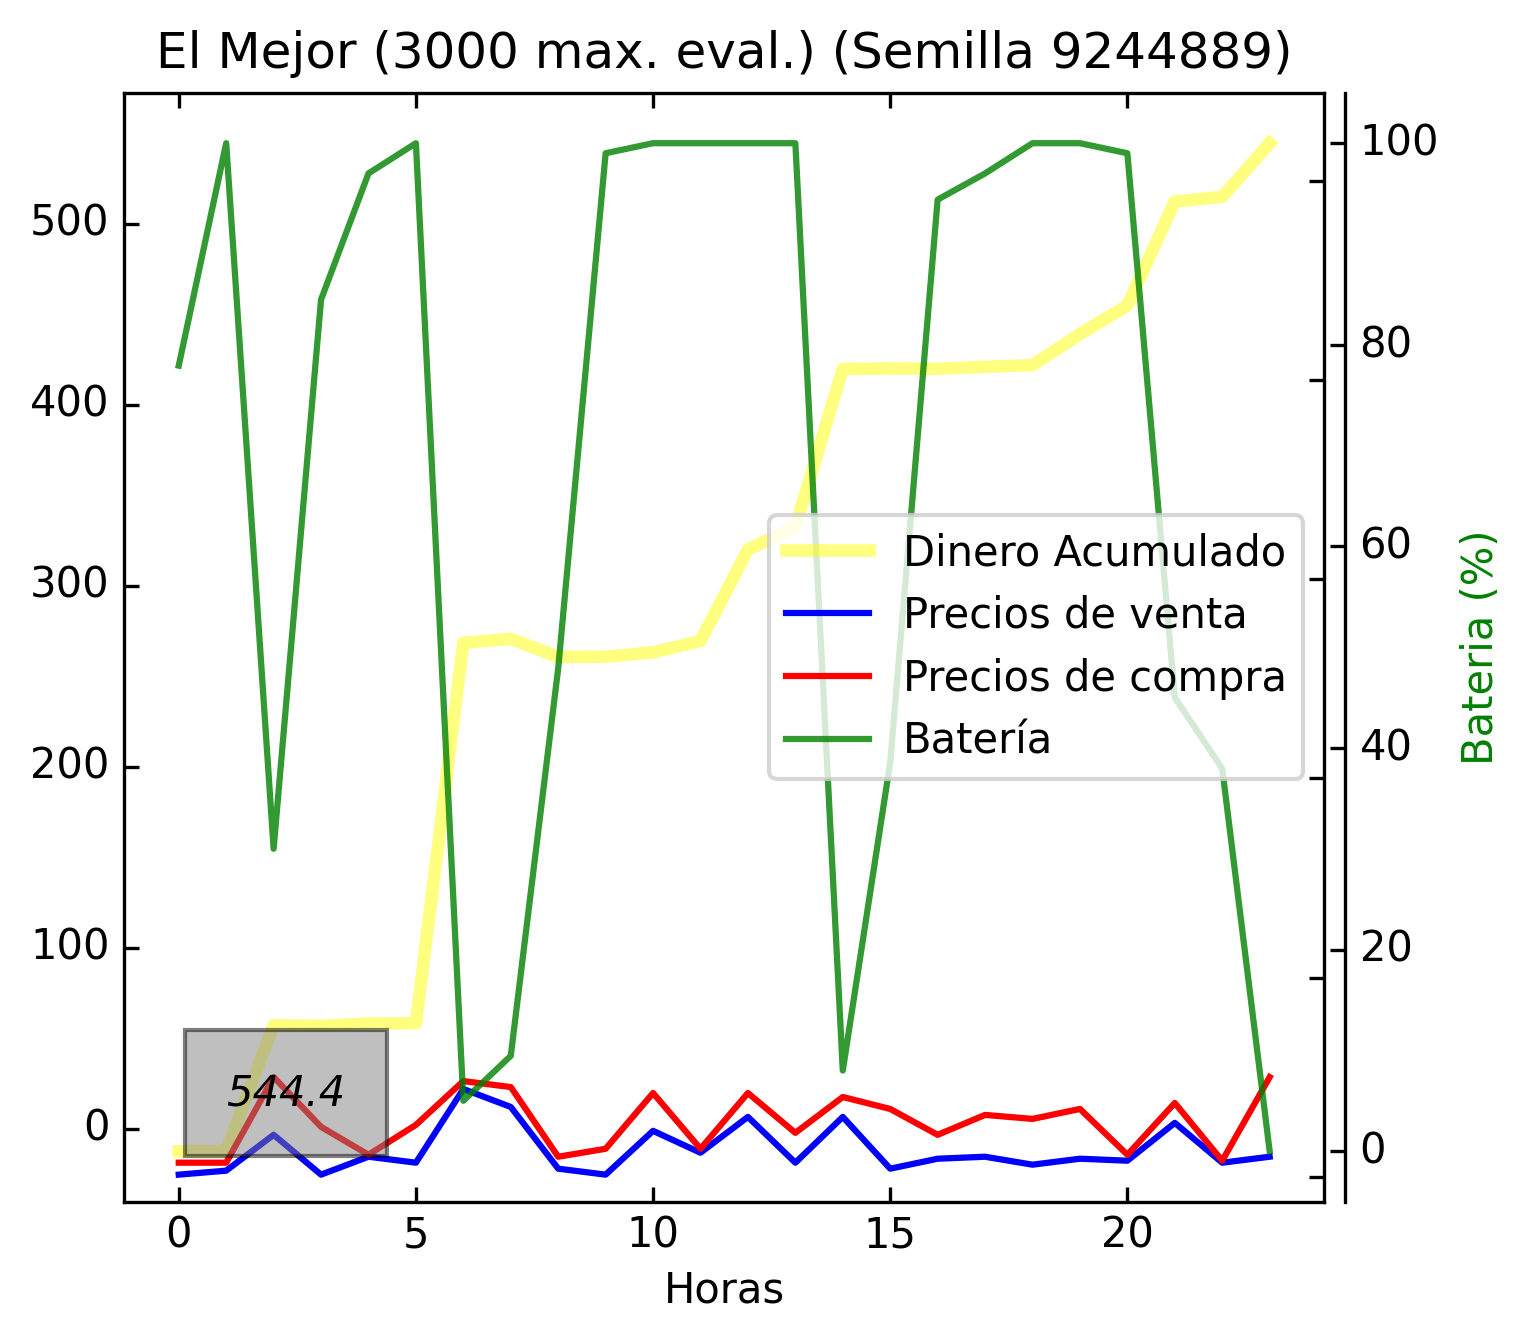 El Mejor (3000 max. eval.) (Semilla 9244889)
500
400
300
200
100
0
544.4
Dinero Acumulado
Precios de venta
Precios de compra
Batería
100
80
60
40
20
0
Bateria (%)
0 5 10 15 20
Horas